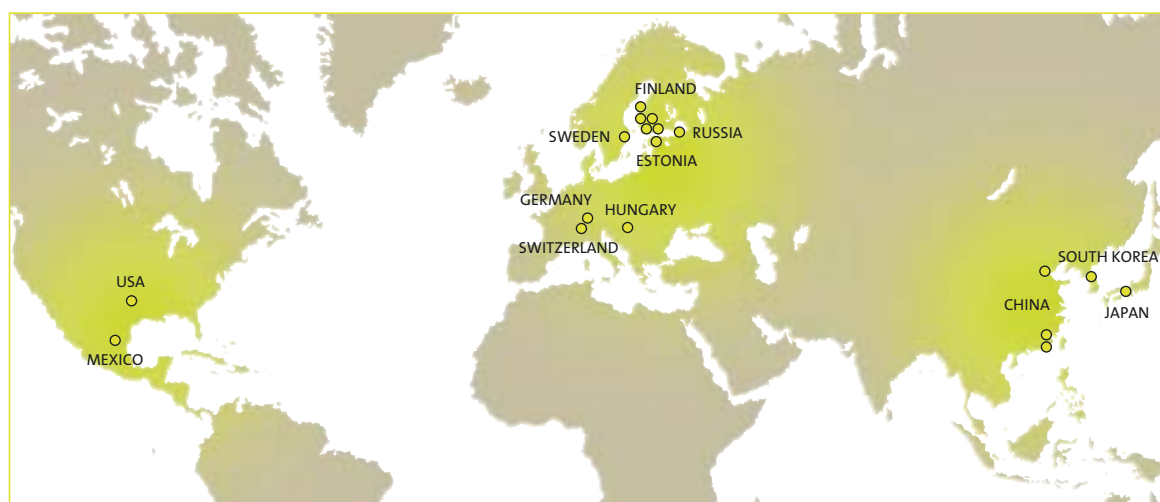 FINLAND
SWEDEN
RUSSIA
ESTONIA
GERMANY
HUNGARY
SWITZERLAND
USA
MEXICO
SOUTH KOREA
CHINA
JAPAN